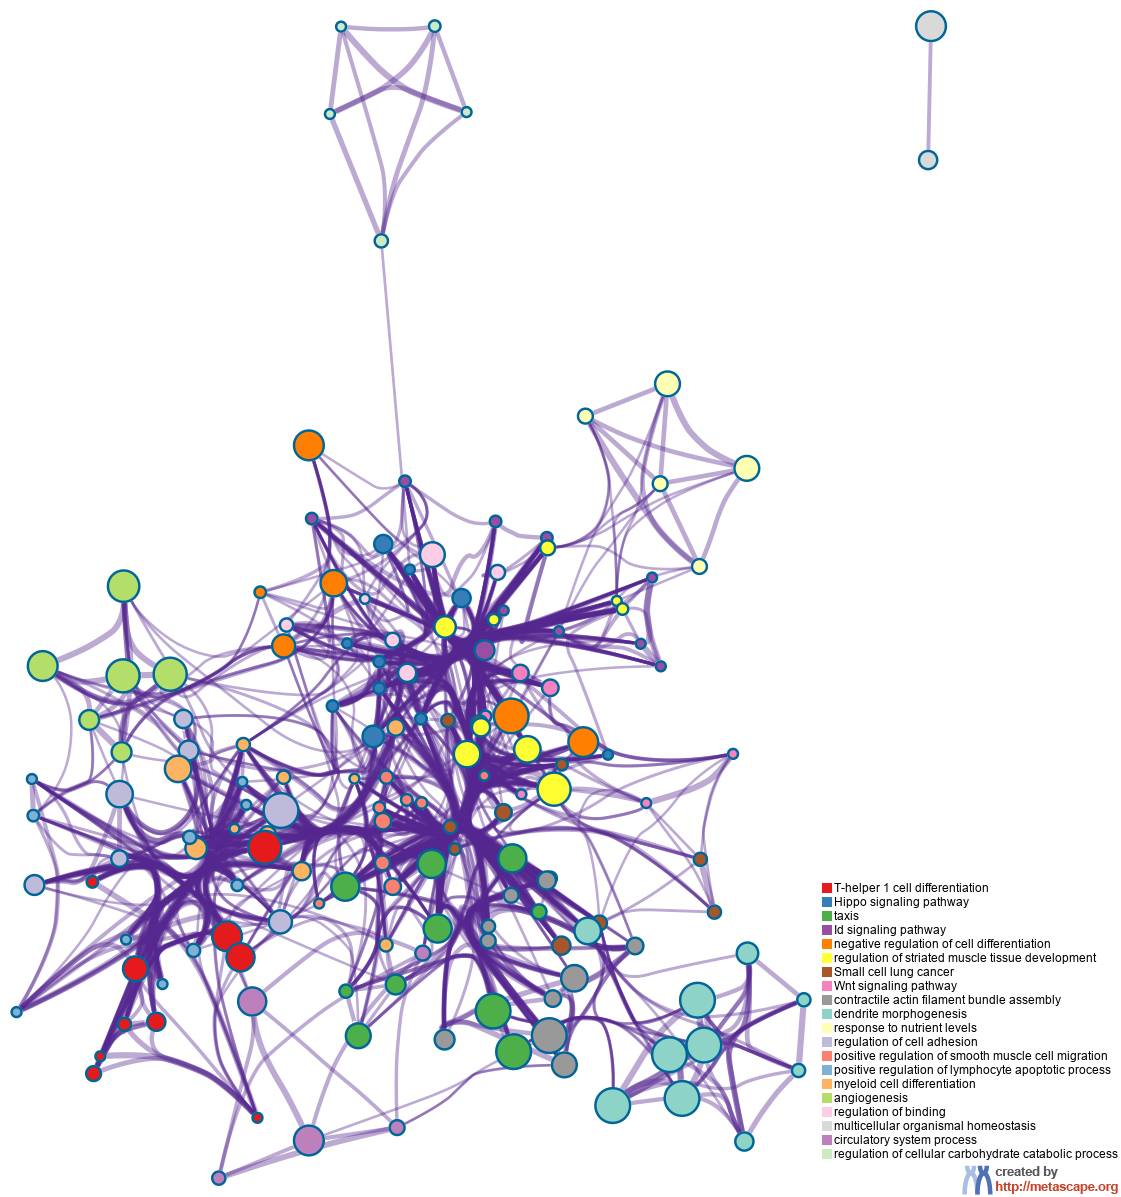 T-helper 1 cell differentiation
Hippo signaling pathway
taxis
Id signaling pathway
negative regulation of cell differentiation
regulation of striated muscle tissue development
Small cell lung cancer
Wnt signaling pathway
contractile actin filament bundle assembly
dendrite morphogenesis
response to nutrient levels
regulation of cell adhesion
positive regulation of smooth muscle cell migration
positive regulation of lymphocyte apoptotic process
myeloid cell differentiation
angiogenesis
regulation of binding
multicellular organismal homeostasis
circulatory system process
regulation of cellular carbohydrate catabolic process
created by
http://metascape.org